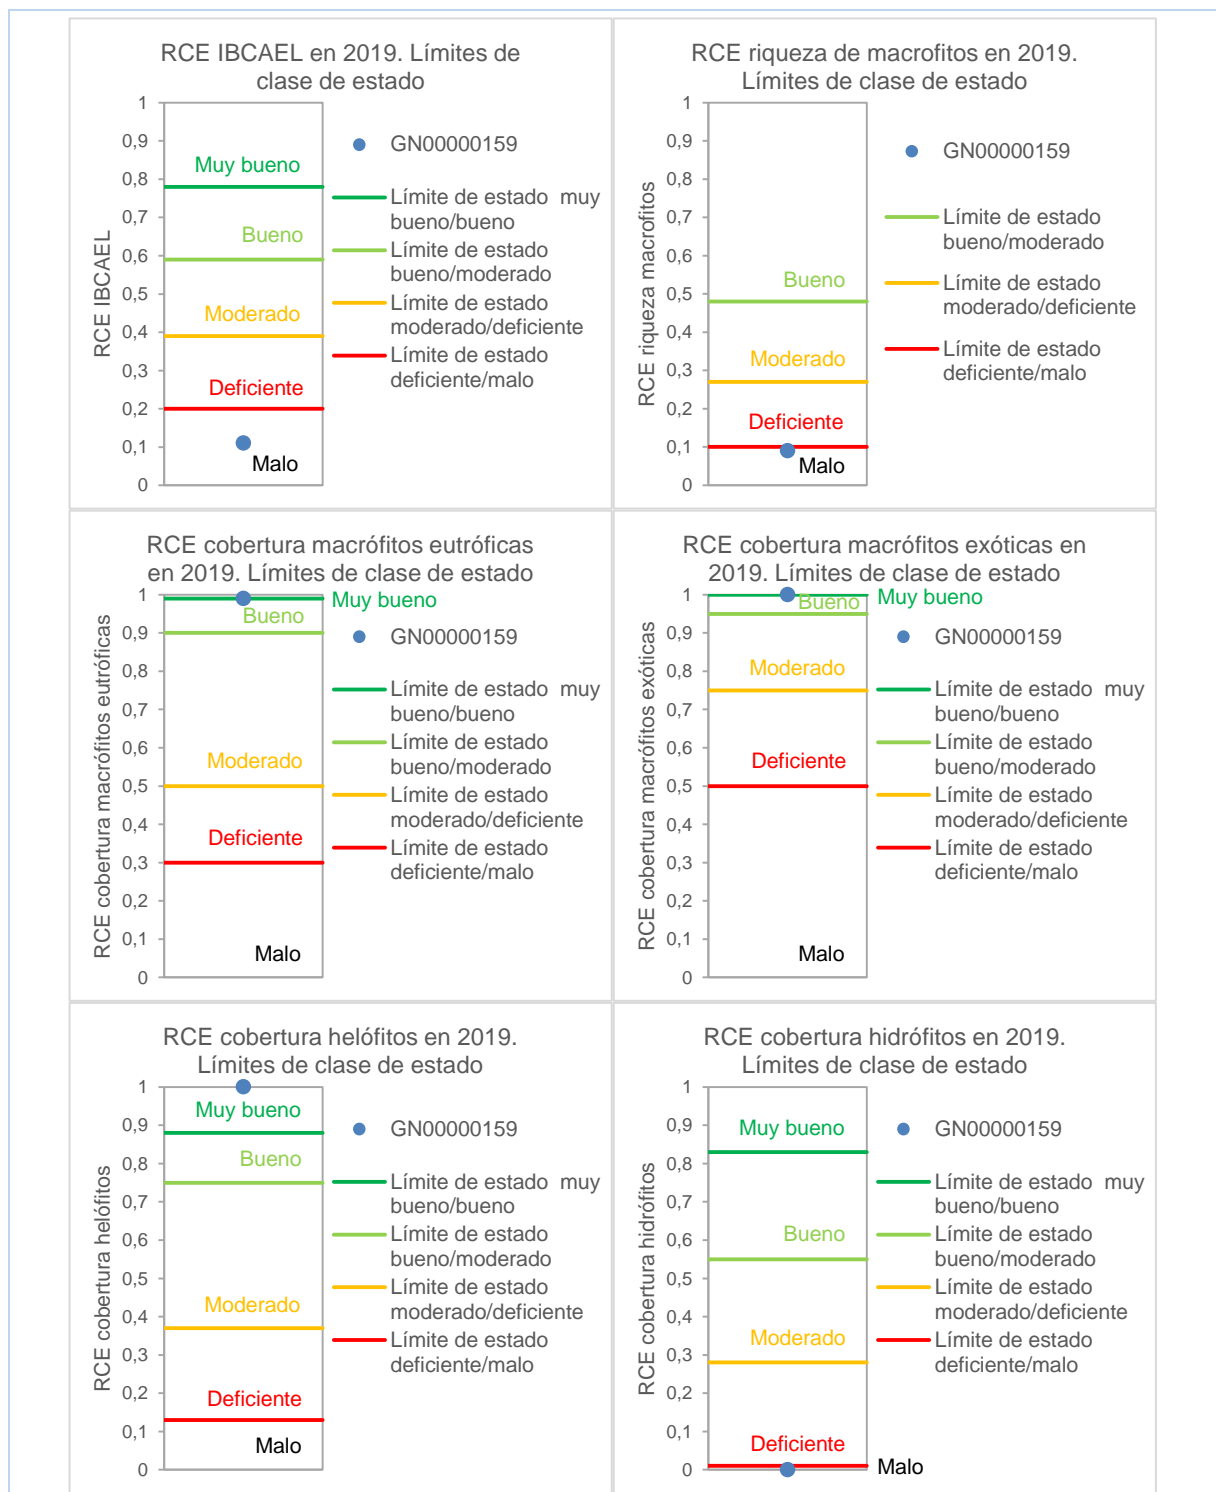 RCE IBCAEL en 2019. Límites de
clase de estado
1
0,9
0,8
0,7
0,6
0,5
0,4
0,3
0,2
0,1
0
RCE IBCAEL
Muy bueno
Bueno
Moderado
Deficiente
Malo
GN00000159
Límite de estado muy
bueno/bueno
Límite de estado
bueno/moderado
Límite de estado
moderado/deficiente
Límite de estado
deficiente/malo
RCE riqueza de macrofitos en 2019.
Límites de clase de estado
1
0,9
0,8
0,7
0,6
0,5
0,4
0,3
0,2
0,1
0
RCE riqueza macrofitos
Bueno
Moderado
Deficiente
Malo
GN00000159
Límite de estado
bueno/moderado
Límite de estado
moderado/deficiente
Límite de estado
deficiente/malo
RCE cobertura macrófitos eutróficas
en 2019. Límites de clase de estado
1
0,9
0,8
0,7
0,6
0,5
0,4
0,3
0,2
0,1
0
RCE cobertura macrófitos eutróficas
Muy bueno
Bueno
Moderado
Deficiente
Malo
GN00000159
Límite de estado muy
bueno/bueno
Límite de estado
bueno/moderado
Límite de estado
moderado/deficiente
Límite de estado
deficiente/malo
RCE cobertura macrófitos exóticas en
2019. Límites de clase de estado
1
0,9
0,8
0,7
0,6
0,5
0,4
0,3
0,2
0,1
0
RCE cobertura macrófitos exóticas
Muy bueno
Bueno
Moderado
Deficiente
Malo
GN00000159
Límite de estado muy
bueno/bueno
Límite de estado
bueno/moderado
Límite de estado
moderado/deficiente
Límite de estado
deficiente/malo
RCE cobertura helófitos en 2019.
Límites de clase de estado
1
0,9
0,8
0,7
0,6
0,5
0,4
0,3
0,2
0,1
0
RCE cobertura helófitos
Muy bueno
Bueno
Moderado
Deficiente
Malo
GN00000159
Límite de estado muy
bueno/bueno
Límite de estado
bueno/moderado
Límite de estado
moderado/deficiente
Límite de estado
deficiente/malo
RCE cobertura hidrófitos en 2019.
Límites de clase de estado
1
0,9
0,8
0,7
0,6
0,5
0,4
0,3
0,2
0,1
0
RCE cobertura hidrófitos
Muy bueno
Bueno
Moderado
Deficiente
Malo
GN00000159
Límite de estado muy
bueno/bueno
Límite de estado
bueno/moderado
Límite de estado
moderado/deficiente
Límite de estado
deficiente/malo